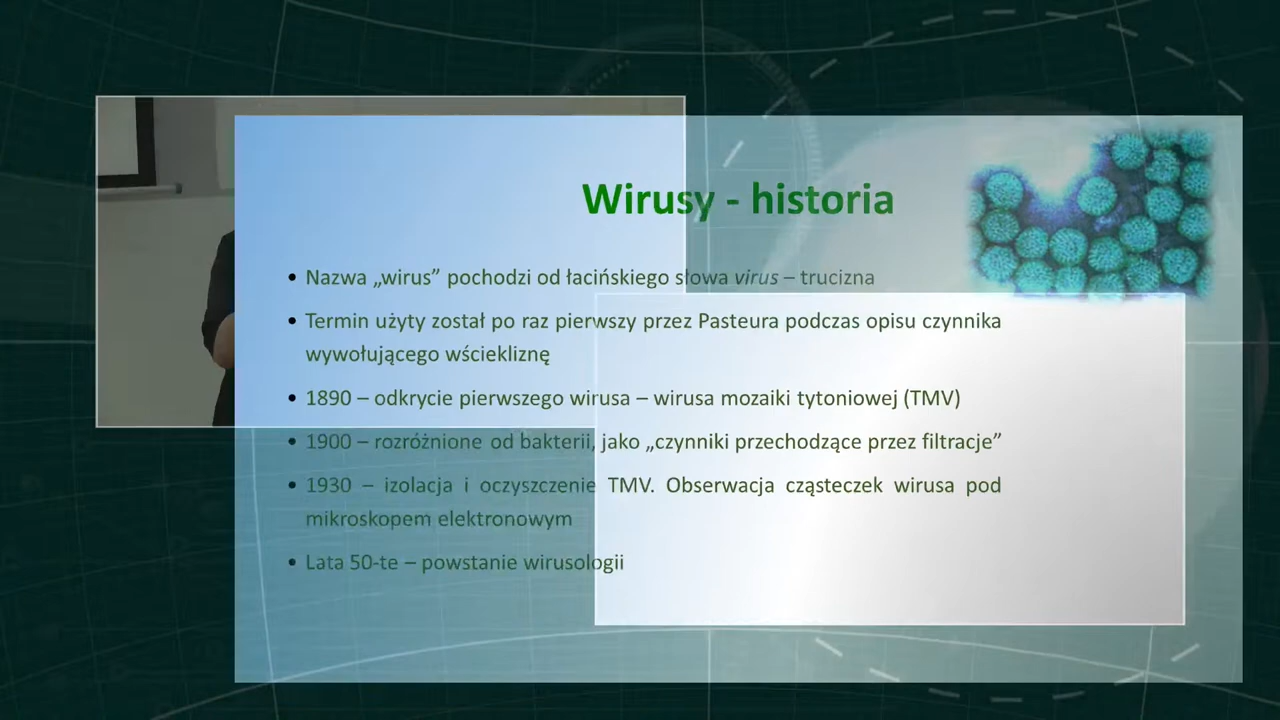 Wirusy - historia
• Nazwa „wirus” pochodzi od łacińskiego słowa virus – trucizna
• Termin użyty został po raz pierwszy przez Pasteura podczas opisu czynnika
wywołującego wściekliznę
• 1890 – odkrycie pierwszego wirusa – wirusa mozaiki tytoniowej (TMV)
• 1900 – rozróżnione od bakterii, jako „czynniki przechodzące przez filtracje”
• 1930 – izolacja i oczyszczenie TMV. Obserwacja cząsteczek wirusa pod
mikroskopem elektronowym
• Lata 50-te – powstanie wirusologii